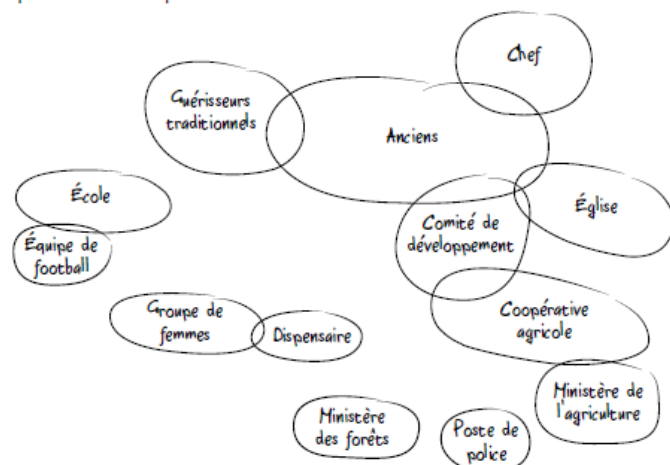 Chef
Guérisseurs
traditionnels
Anciens
École
Église
Comité de
développement
Équipe de
football
Groupe de
femmes
Dispensaire
Coopérative
agricole
Ministère de
l'agriculture
Ministère
des forêts
Poste de
police